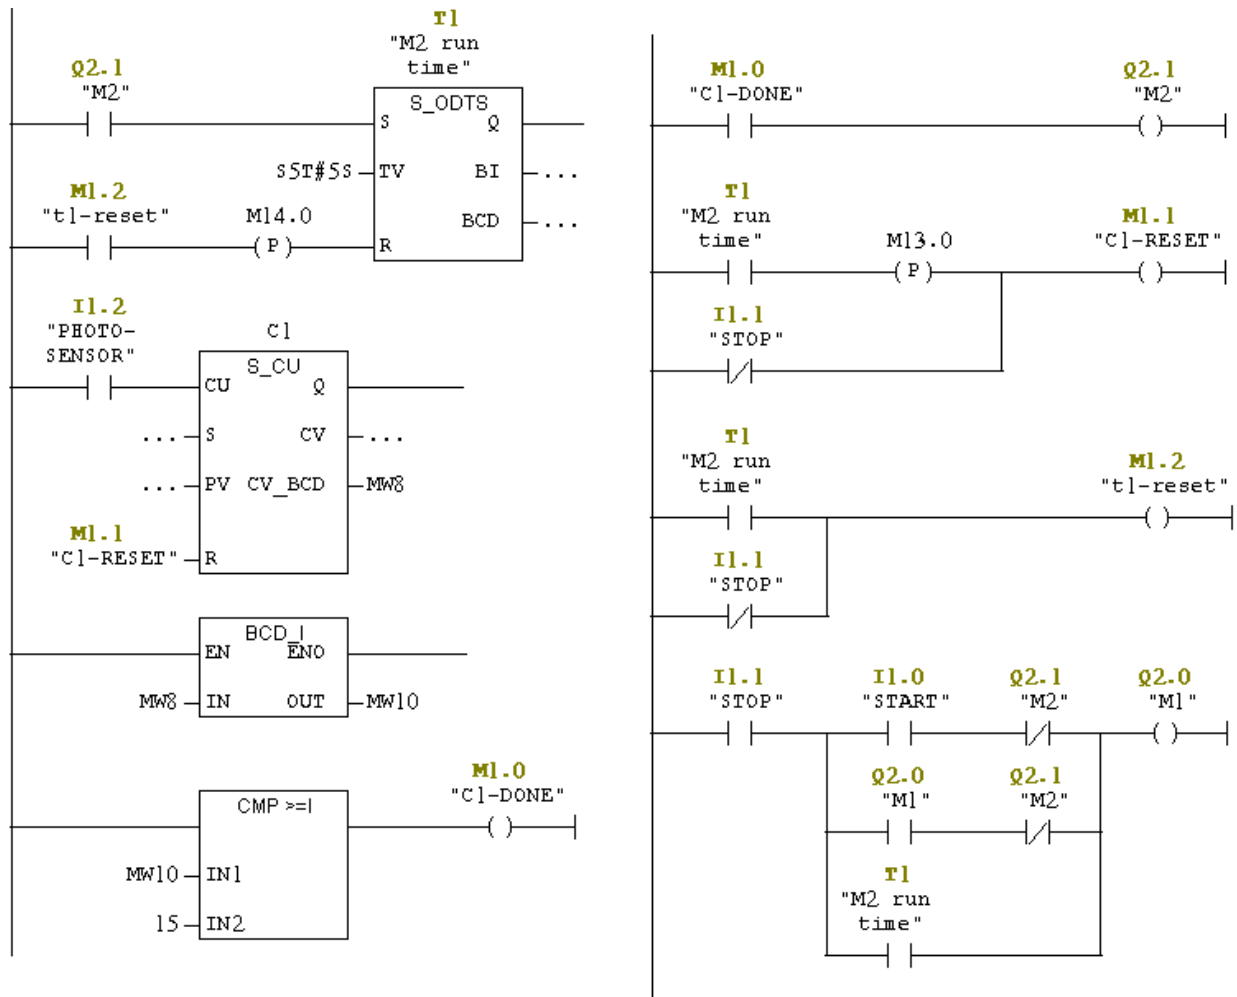 T1
"M2 run
time"
Q2.1
"M2"
S_ODTS
S
Q
S5T#5S
TV
BI
...
M1.2
"t1-reset"
M14.0
BCD
...
(P)
R
I1.2
"PHOTO-
SENSOR"
C1
S_CU
CU
Q
...
S
CV
...
...
PV
CV_BCD
MW8
M1.1
"C1-RESET"
R
BCD_I
EN
ENO
MW8
IN
OUT
MW10
M1.0
"C1-DONE"
CMP >=I
( )
MW10
IN1
15
IN2
M1.0
"C1-DONE"
Q2.1
"M2"
( )
T1
"M2 run
time"
M13.0
(P)
M1.1
"C1-RESET"
( )
I1.1
"STOP"
T1
"M2 run
time"
M1.2
"t1-reset"
( )
I1.1
"STOP"
I1.1
"STOP"
I1.0
"START"
Q2.1
"M2"
Q2.0
"M1"
( )
Q2.0
"M1"
Q2.1
"M2"
T1
"M2 run
time"